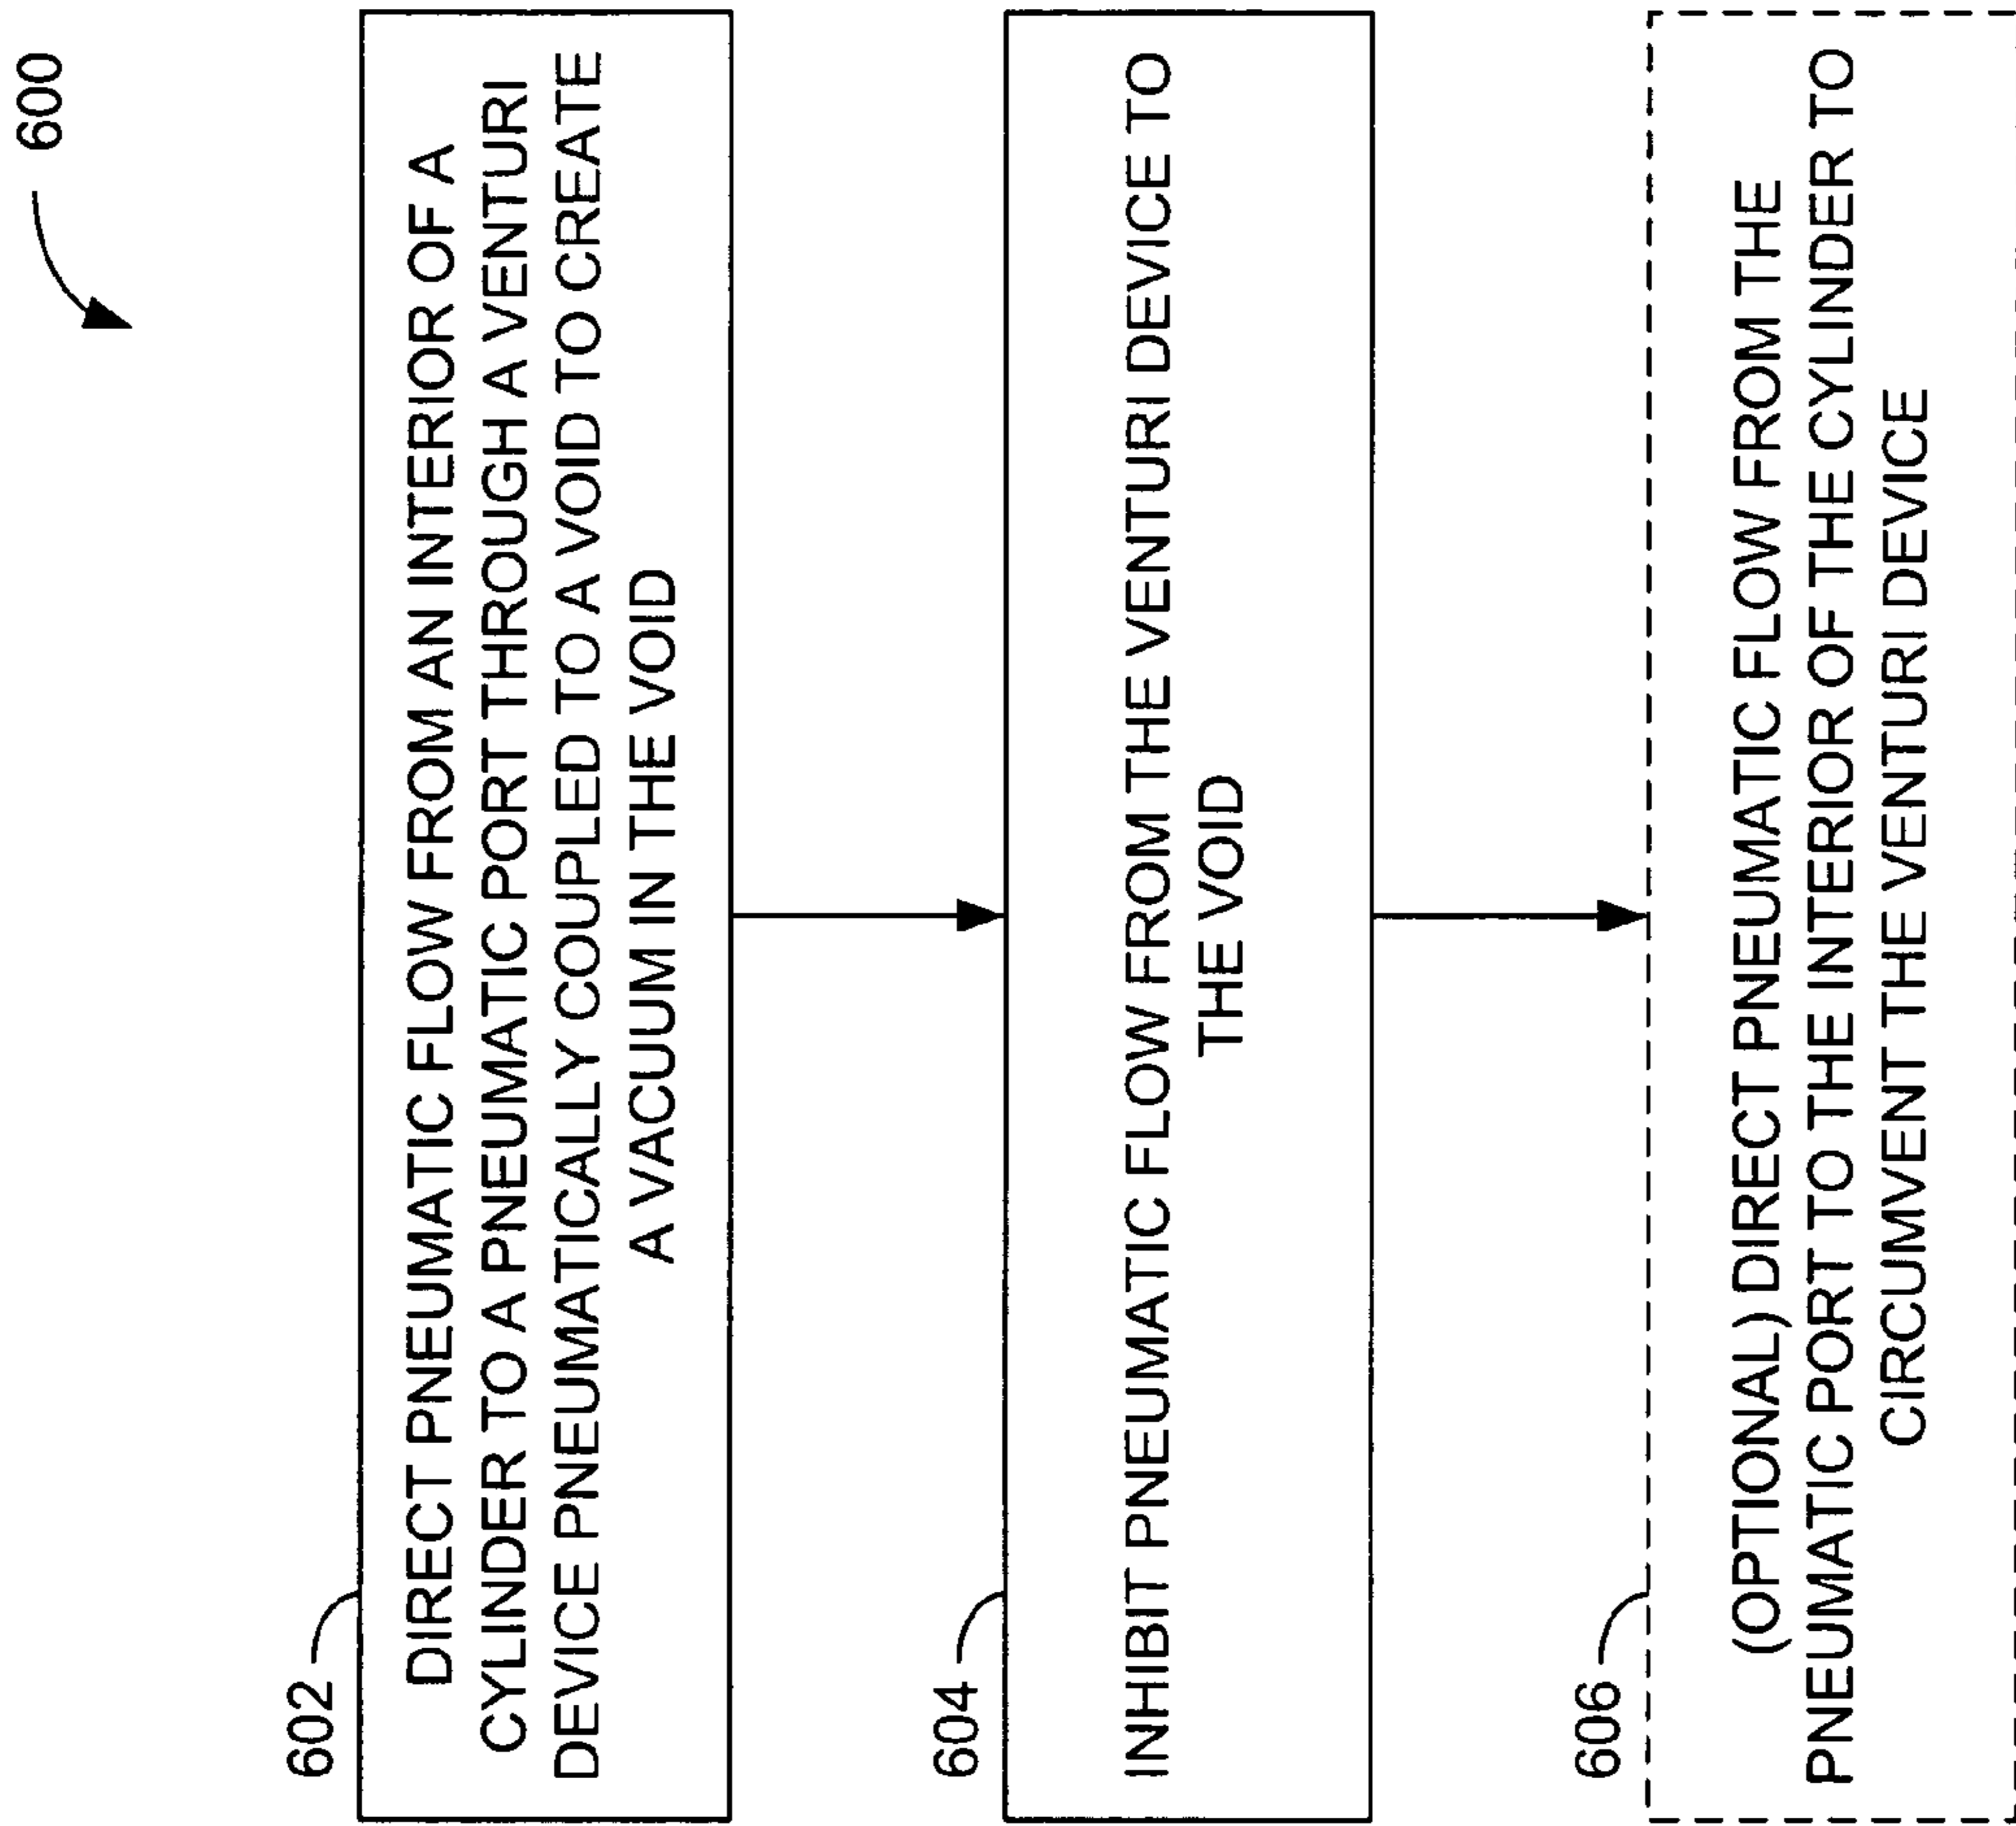 600
602
DIRECT PNEUMATIC FLOW FROM AN INTERIOR OF A
CYLINDER TO A PNEUMATIC PORT THROUGH A VENTURI
DEVICE PNEUMATICALLY COUPLED TO A VOID TO CREATE
A VACUUM IN THE VOID
604
INHIBIT PNEUMATIC FLOW FROM THE VENTURI DEVICE TO
THE VOID
606
(OPTIONAL) DIRECT PNEUMATIC FLOW FROM THE
PNEUMATIC PORT TO THE INTERIOR OF THE CYLINDER TO
CIRCUMVENT THE VENTURI DEVICE